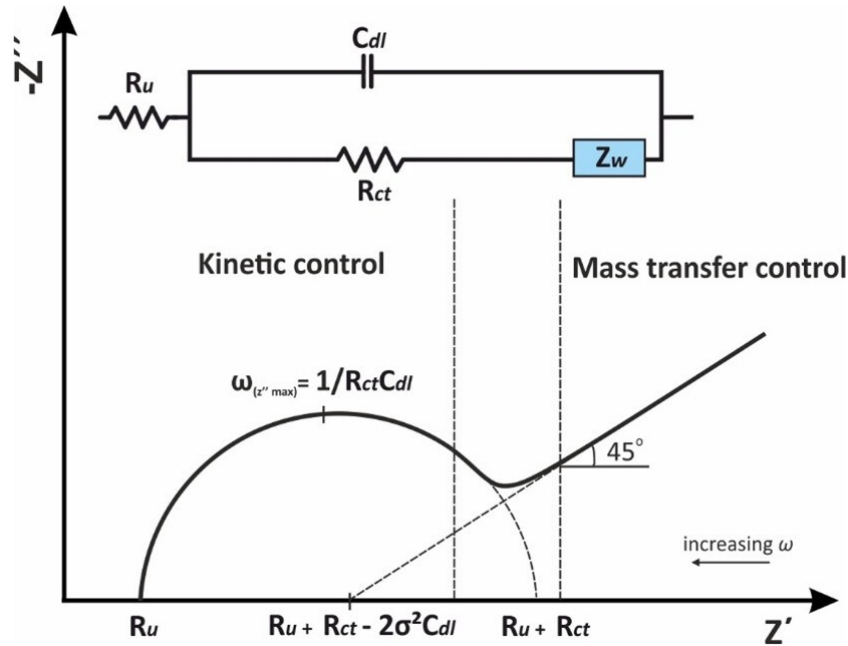 -Z′′
Cdl
Ru
Zw
Rct
Kinetic control
Mass transfer control
ω(z′′ max)= 1/RctCdl
45°
increasing ω
Ru
Ru + Rct - 2σ²Cdl
Ru + Rct
Z′